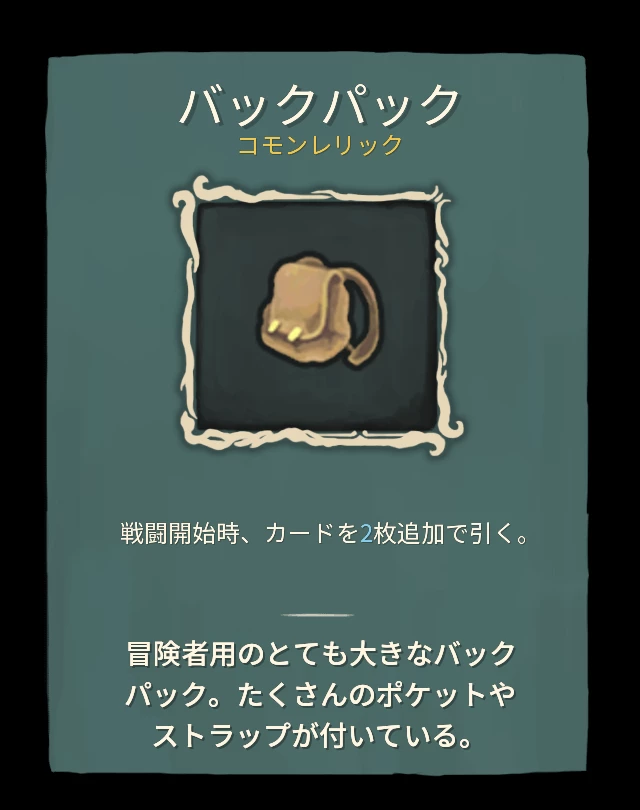 バックパック
コモンレリック
戦闘開始時、カードを2枚追加で引く。
冒険者用のとても大きなバック
パック。たくさんのポケットや
ストラップが付いている。